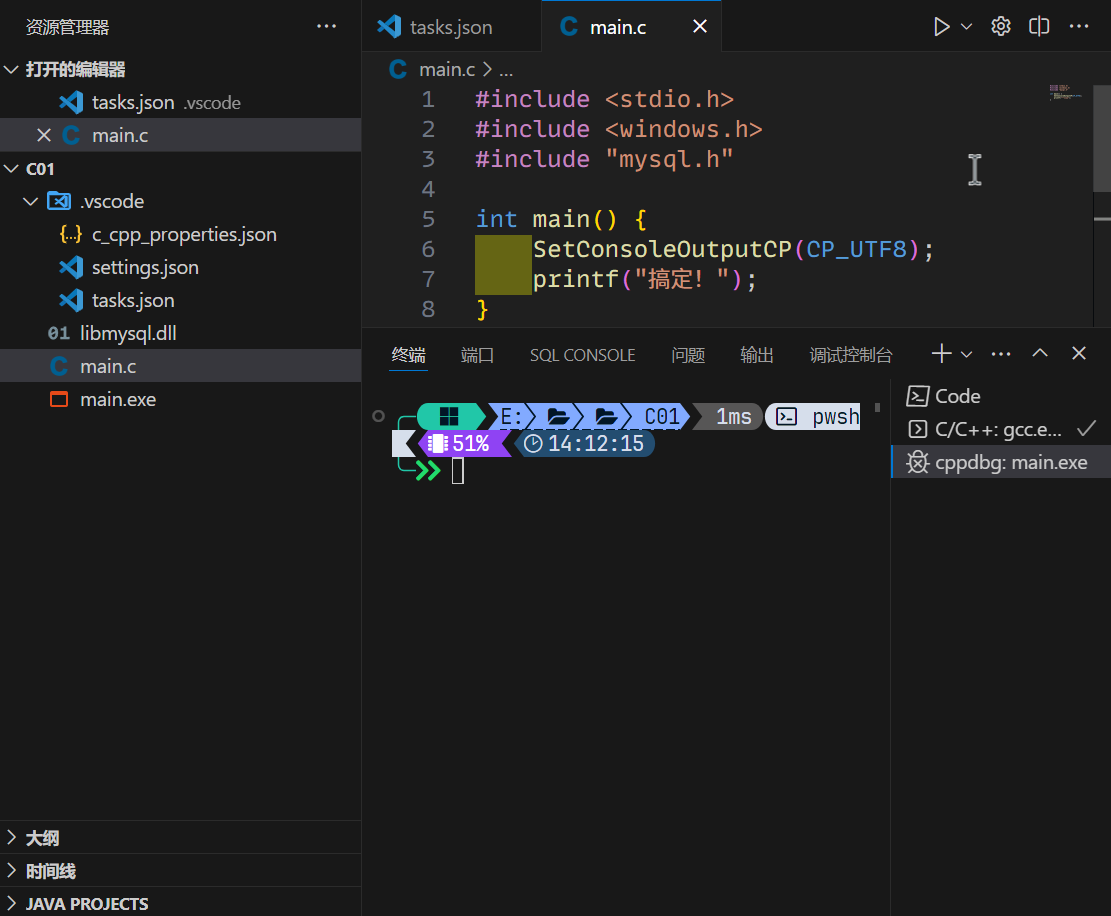 资源管理器
打开的编辑器
tasks.json .vscode
main.c
C01
.vscode
c_cpp_properties.json
settings.json
tasks.json
libmysql.dll
main.c
main.exe
大纲
时间线
JAVA PROJECTS
tasks.json
main.c
main.c > ...
1 #include <stdio.h>
2 #include <windows.h>
3 #include "mysql.h"
4
5 int main() {
6 SetConsoleOutputCP(CP_UTF8);
7 printf("搞定！");
8 }
终端 端口 SQL CONSOLE 问题 输出 调试控制台
E: C01 1ms pwsh
51% 14:12:15
Code
C/C++: gcc.e...
cppdbg: main.exe